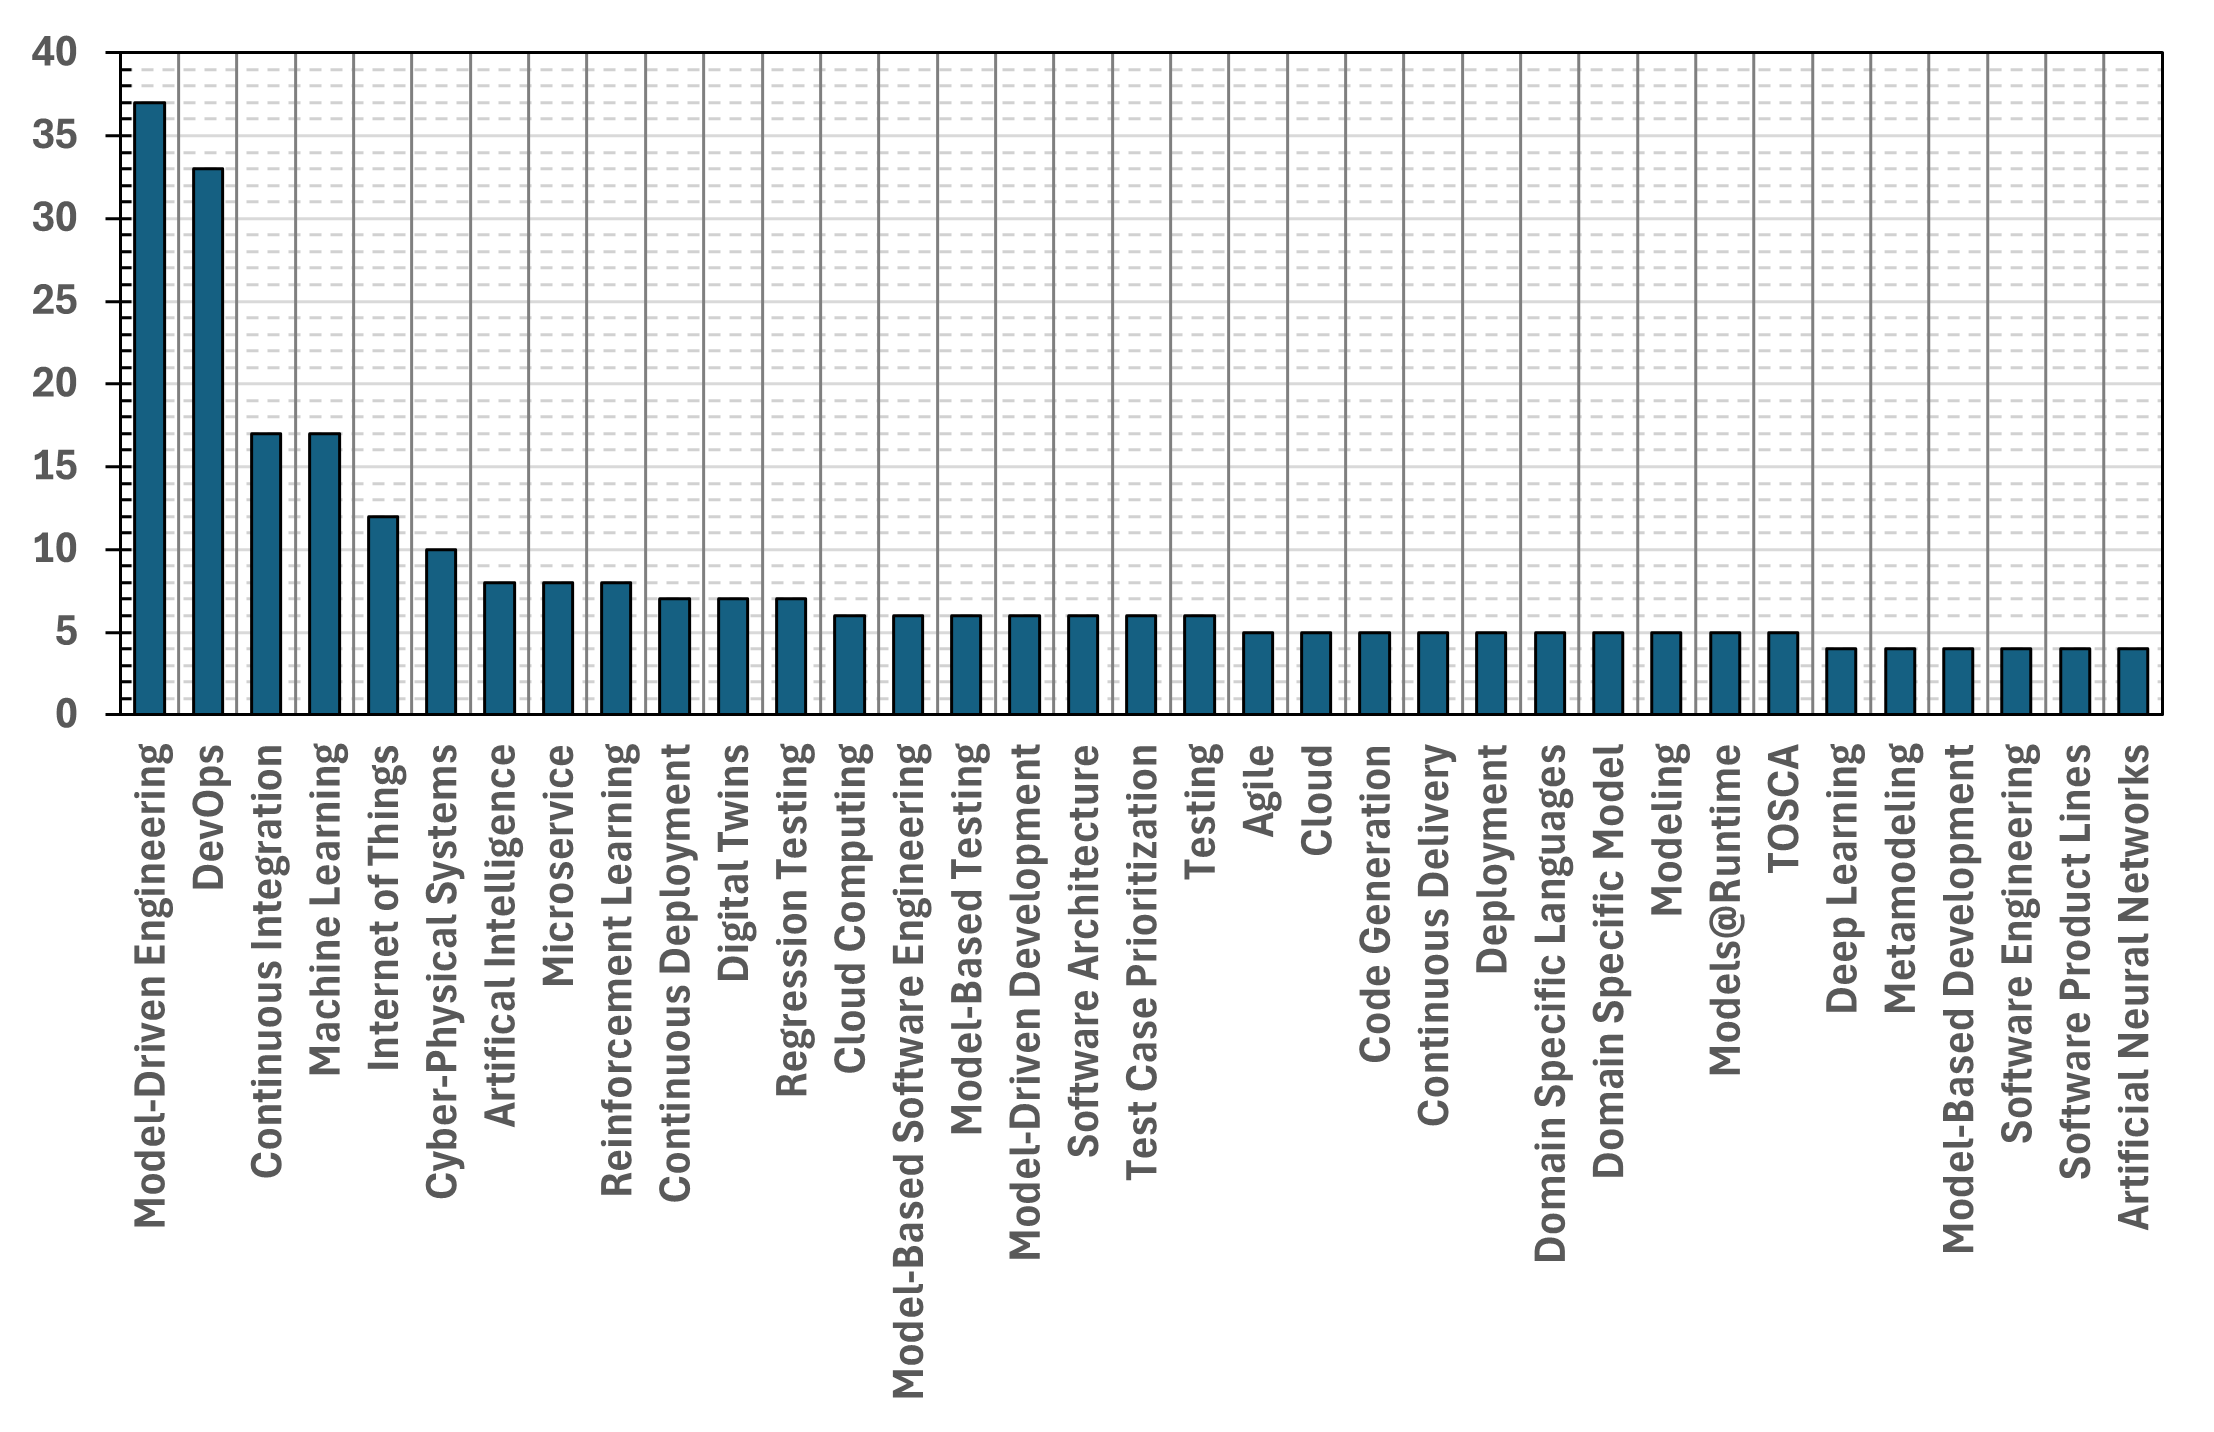 40
35
30
25
20
15
10
5
0
Model-Driven Engineering
DevOps
Continuous Integration
Machine Learning
Internet of Things
Cyber-Physical Systems
Artifical Intelligence
Microservice
Reinforcement Learning
Continuous Deployment
Digital Twins
Regression Testing
Cloud Computing
Model-Based Software Engineering
Model-Based Testing
Model-Driven Development
Software Architecture
Test Case Prioritization
Testing
Agile
Cloud
Code Generation
Continuous Delivery
Deployment
Domain Specific Languages
Domain Specific Model
Modeling
Models@Runtime
TOSCA
Deep Learning
Metamodeling
Model-Based Development
Software Engineering
Software Product Lines
Artificial Neural Networks